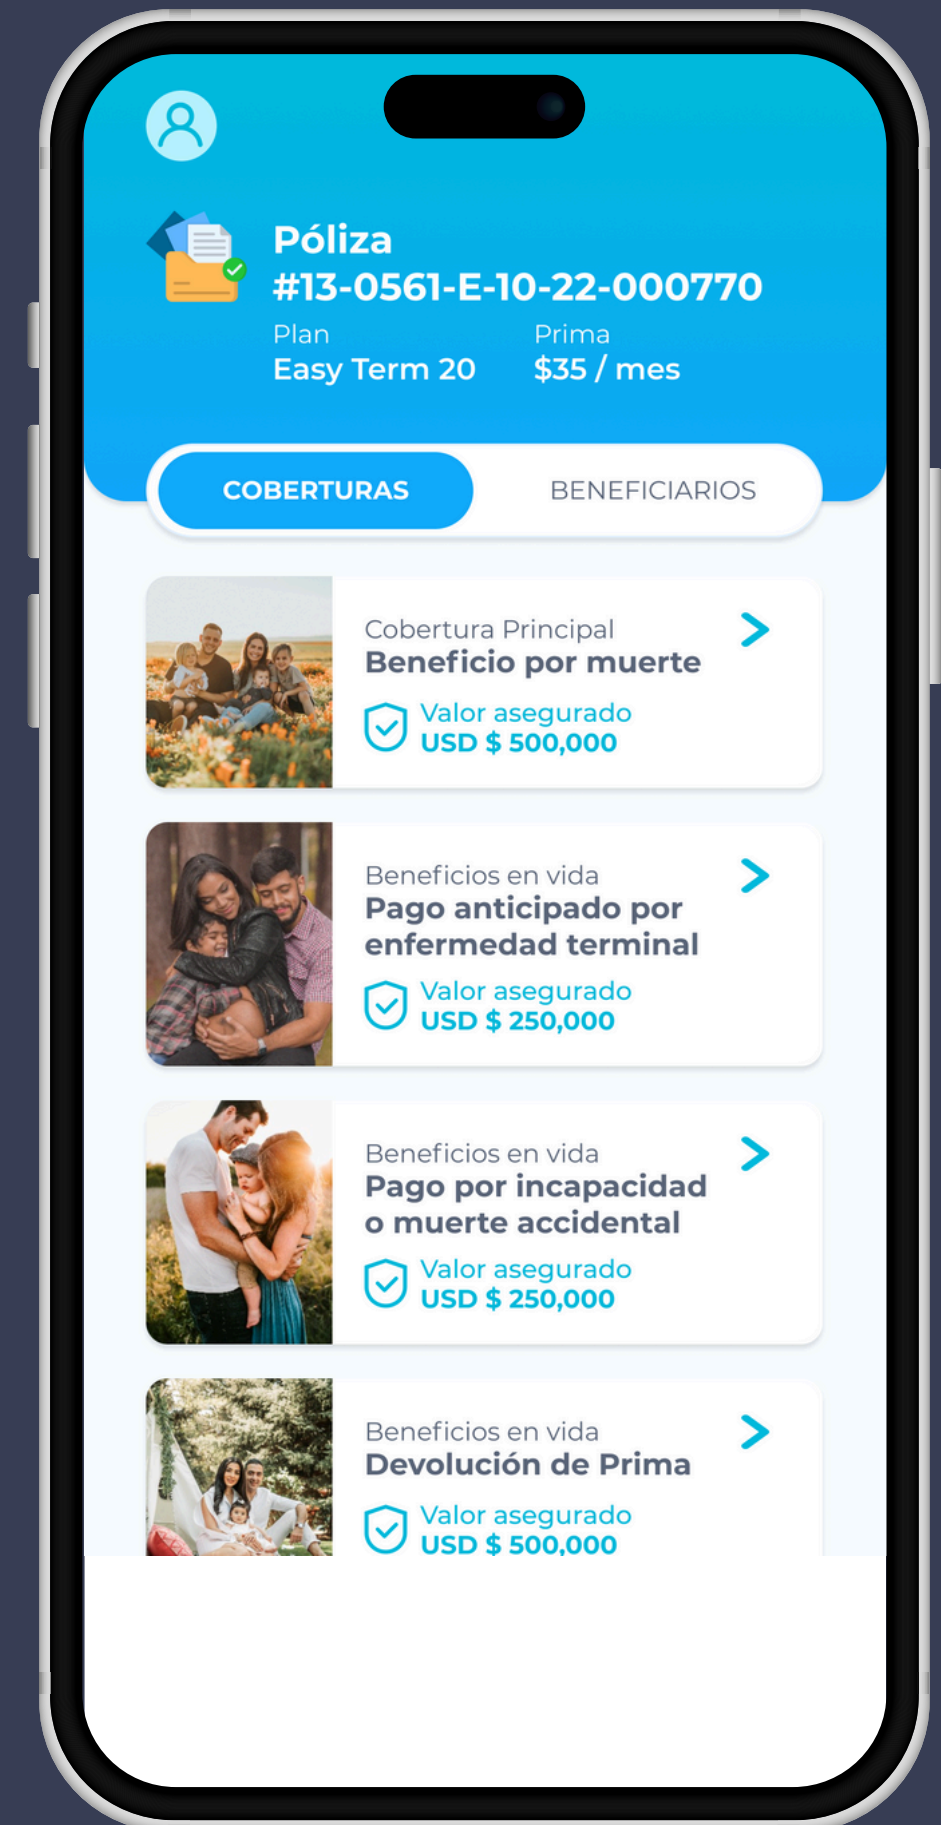 Póliza
#13-0561-E-10-22-000770
Plan
Prima
Easy Term 20
$35 / mes
COBERTURAS
BENEFICIARIOS
Cobertura Principal
Beneficio por muerte
Valor asegurado
USD $ 500,000
Beneficios en vida
Pago anticipado por
enfermedad terminal
Valor asegurado
USD $ 250,000
Beneficios en vida
Pago por incapacidad
o muerte accidental
Valor asegurado
USD $ 250,000
Beneficios en vida
Devolución de Prima
Valor asegurado
USD $ 500,000